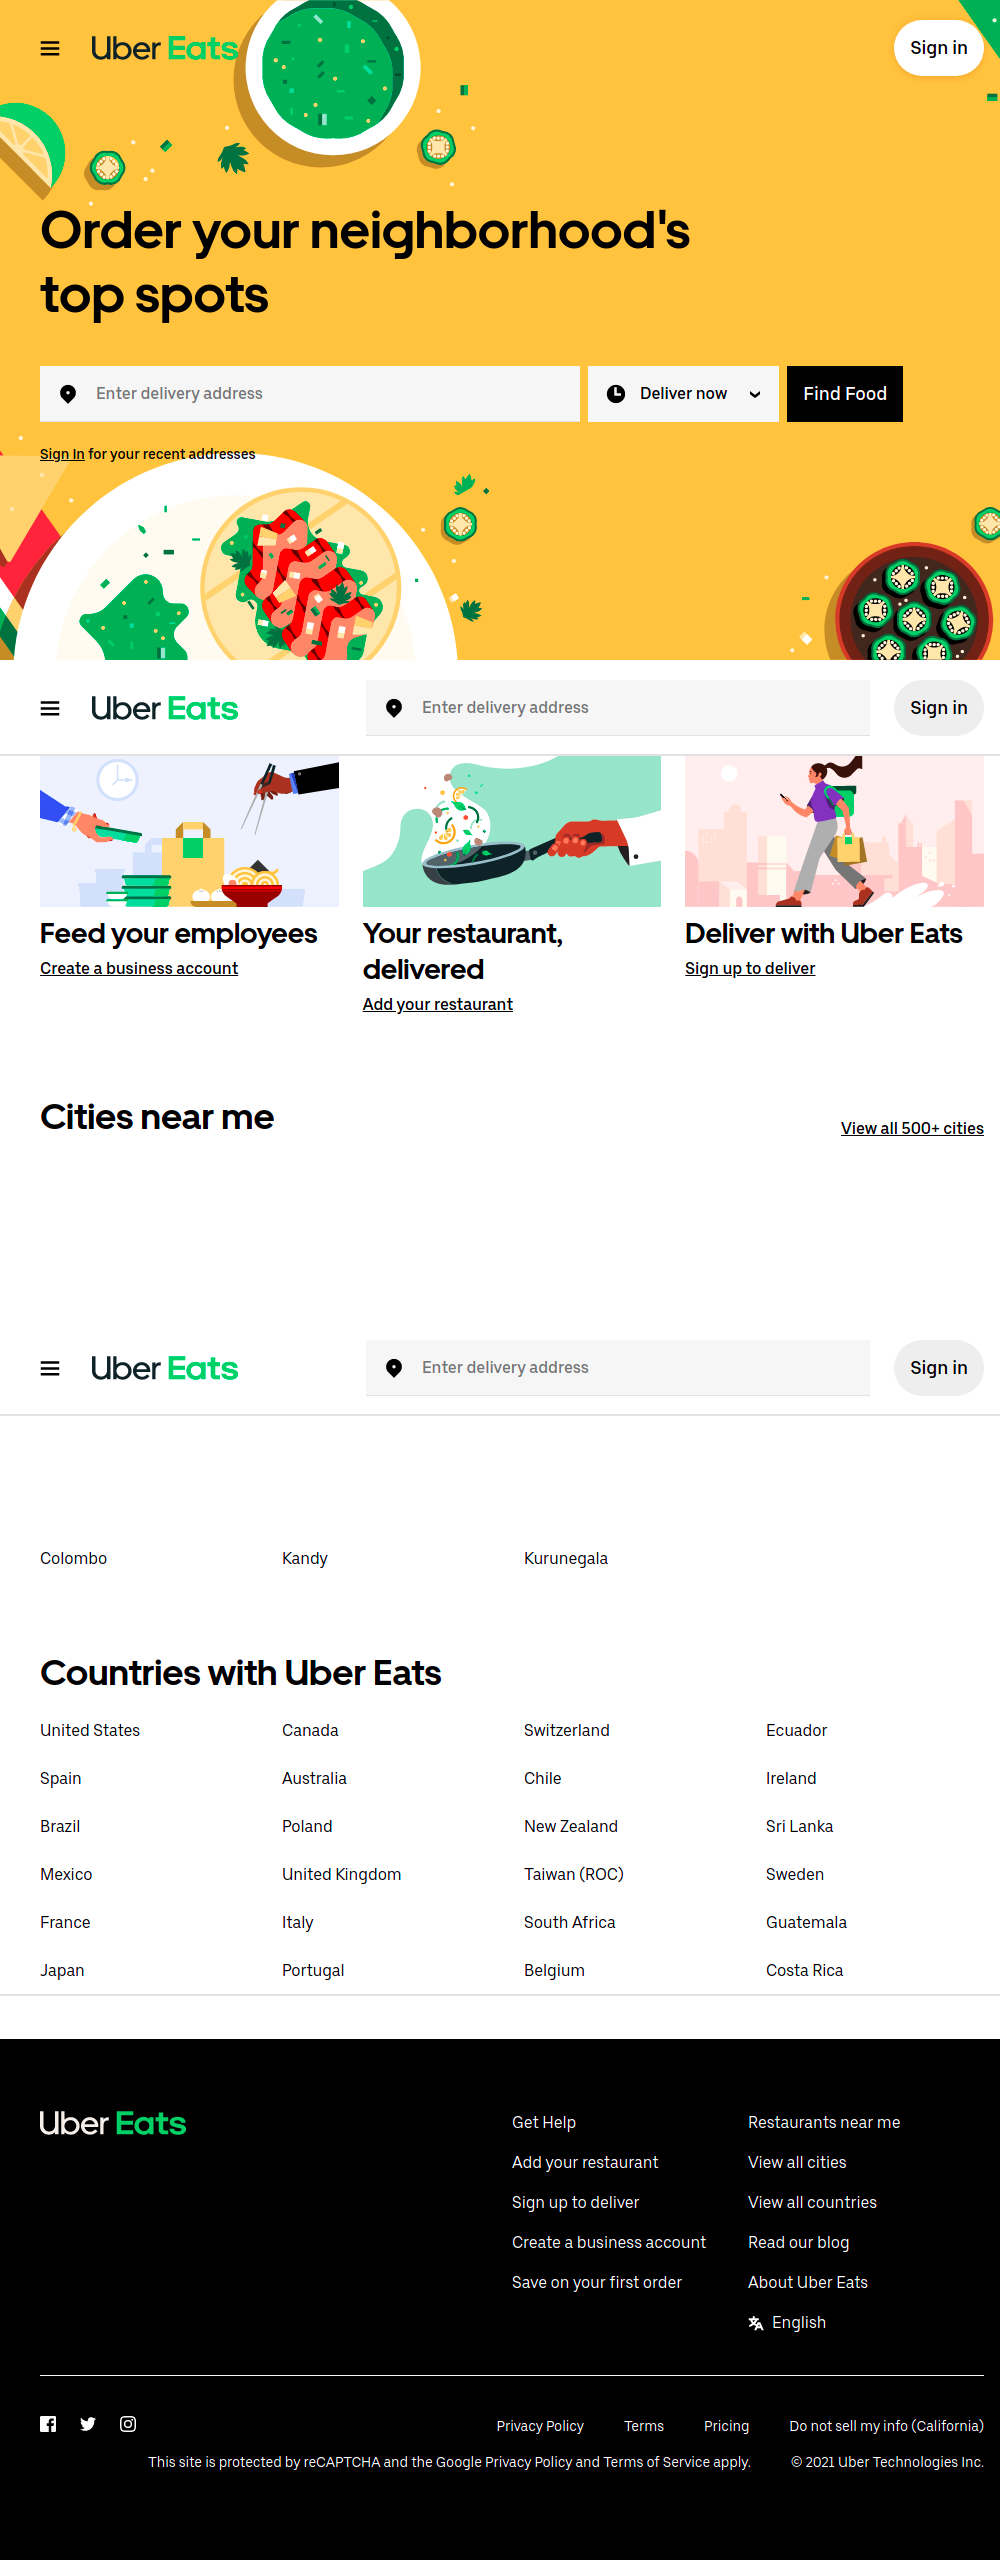 Uber Eats
Sign in
Order your neighborhood's
top spots
Enter delivery address
Deliver now
Find Food
Sign In for your recent addresses
Uber Eats
Enter delivery address
Sign in
Feed your employees
Create a business account
Your restaurant,
delivered
Add your restaurant
Deliver with Uber Eats
Sign up to deliver
Cities near me
View all 500+ cities
Uber Eats
Enter delivery address
Sign in
Colombo
Kandy
Kurunegala
Countries with Uber Eats
United States
Canada
Switzerland
Ecuador
Spain
Australia
Chile
Ireland
Brazil
Poland
New Zealand
Sri Lanka
Mexico
United Kingdom
Taiwan (ROC)
Sweden
France
Italy
South Africa
Guatemala
Japan
Portugal
Belgium
Costa Rica
Uber Eats
Get Help
Add your restaurant
Sign up to deliver
Create a business account
Save on your first order
Restaurants near me
View all cities
View all countries
Read our blog
About Uber Eats
English
Privacy Policy
Terms
Pricing
Do not sell my info (California)
This site is protected by reCAPTCHA and the Google Privacy Policy and Terms of Service apply.
© 2021 Uber Technologies Inc.